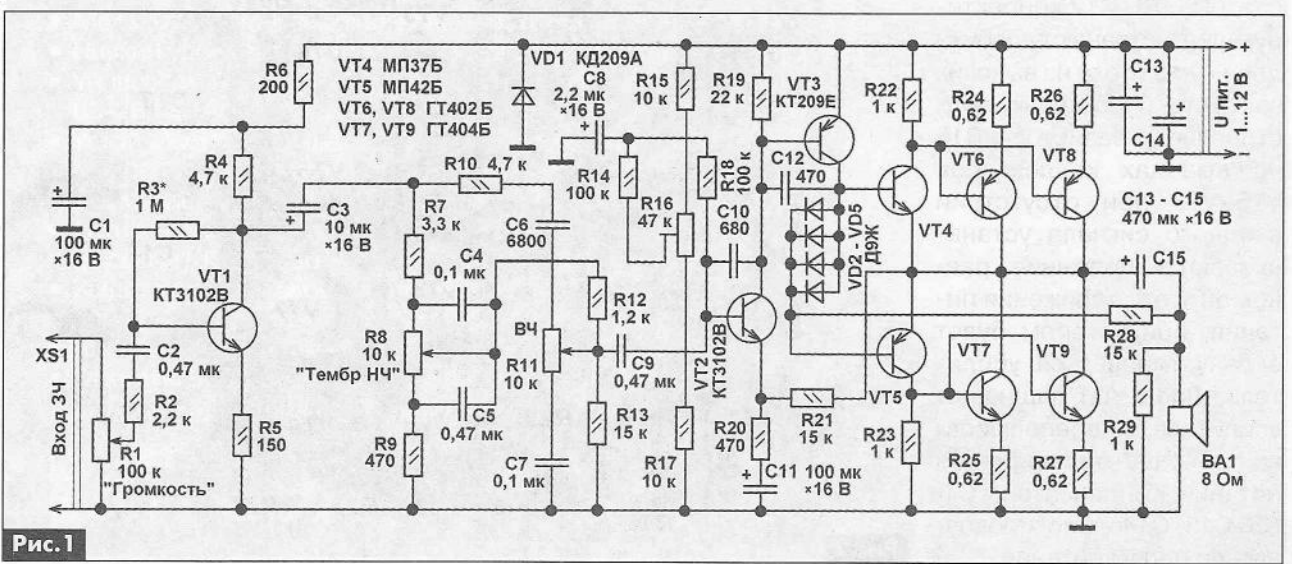 R6
200
VT4 МП37Б
VT5 МП42Б
VT6, VT8 ГТ402Б
VT7, VT9 ГТ404Б
VD1 КД209А
C8
2,2 мк
×16 В
+
R15
10 к
R19
22 к
VT3
КТ209Е
R22
1 к
R24
0,62
R26
0,62
C13
+
+
C14
+
U пит.
1...12 В
R4
4,7 к
R3*
1 М
+
C1
100 мк
×16 В
C3
10 мк
×16 В
+
R10 4,7 к
R7
3,3 к
C6
6800
C4
0,1 мк
R14
100 к
R16
47 к
R18
100 к
C10
680
C12
470
VD2 - VD5
Д9Ж
VT4
VT6
VT8
C13 - C15
470 мк ×16 В
+
C15
VT1
КТ3102В
XS1
Вход ЗЧ
C2
0,47 мк
R2
2,2 к
R1
100 к
"Громкость"
R5
150
R8
10 к
"Тембр НЧ"
ВЧ
R11
10 к
R12
1,2 к
C9
0,47 мк
C5
0,47 мк
R9
470
C7
0,1 мк
R13
15 к
R17
10 к
VT2
КТ3102В
R20
470
R21
15 к
+
C11 100 мк
×16 В
VT5
R23
1 к
VT7
VT9
R25
0,62
R27
0,62
R28
15 к
R29
1 к
BA1
8 Ом
Рис.1